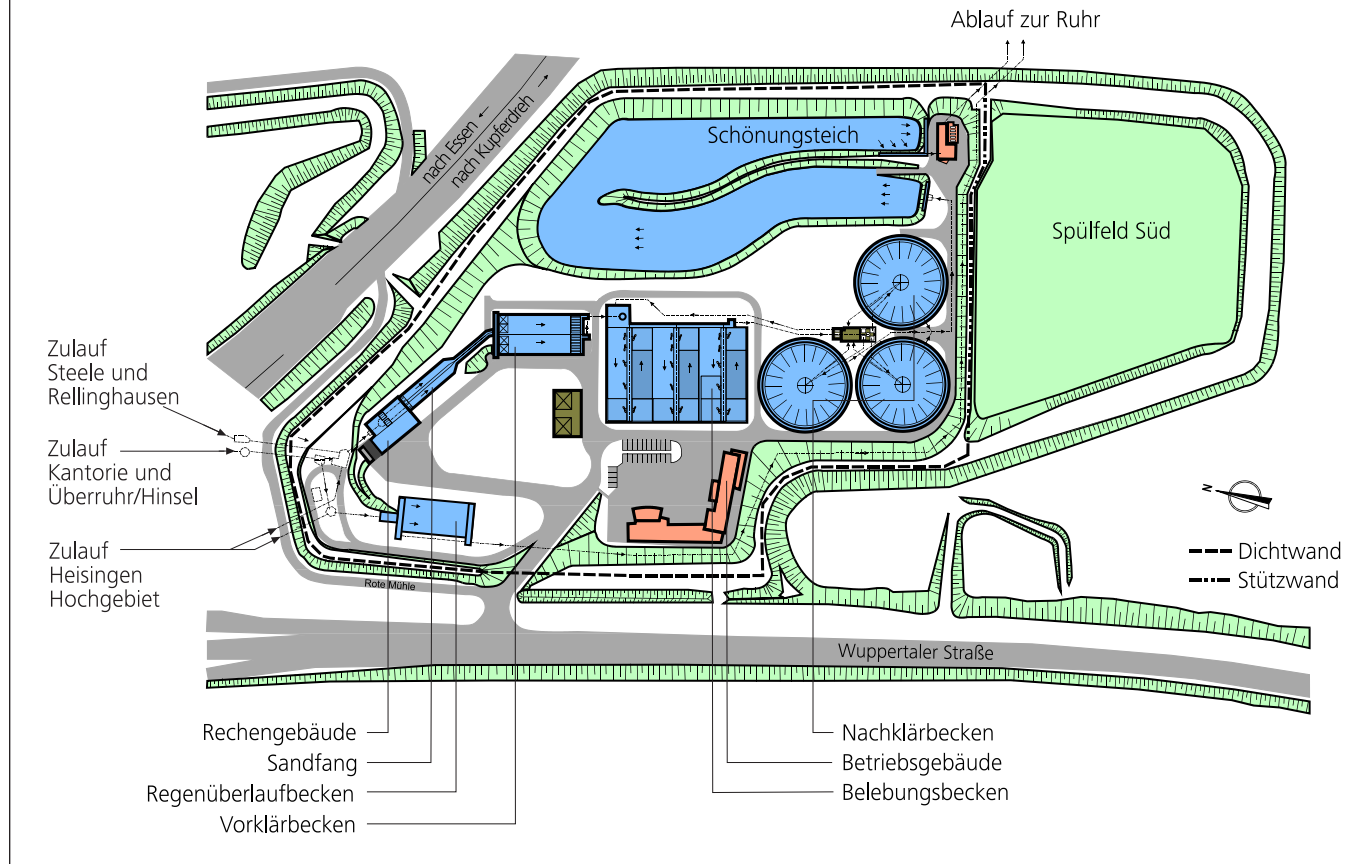 Ablauf zur Ruhr
nach Essen
nach Kupferdreh
Schönungsteich
Spülfeld Süd
Zulauf
Steele und
Rellinghausen
Zulauf
Kantorie und
Überruhr/Hinsel
Zulauf
Heisingen
Hochgebiet
N
Dichtwand
Stützwand
Rote Mühle
Wuppertaler Straße
Rechengebäude
Sandfang
Regenüberlaufbecken
Vorklärbecken
Nachklärbecken
Betriebsgebäude
Belebungsbecken